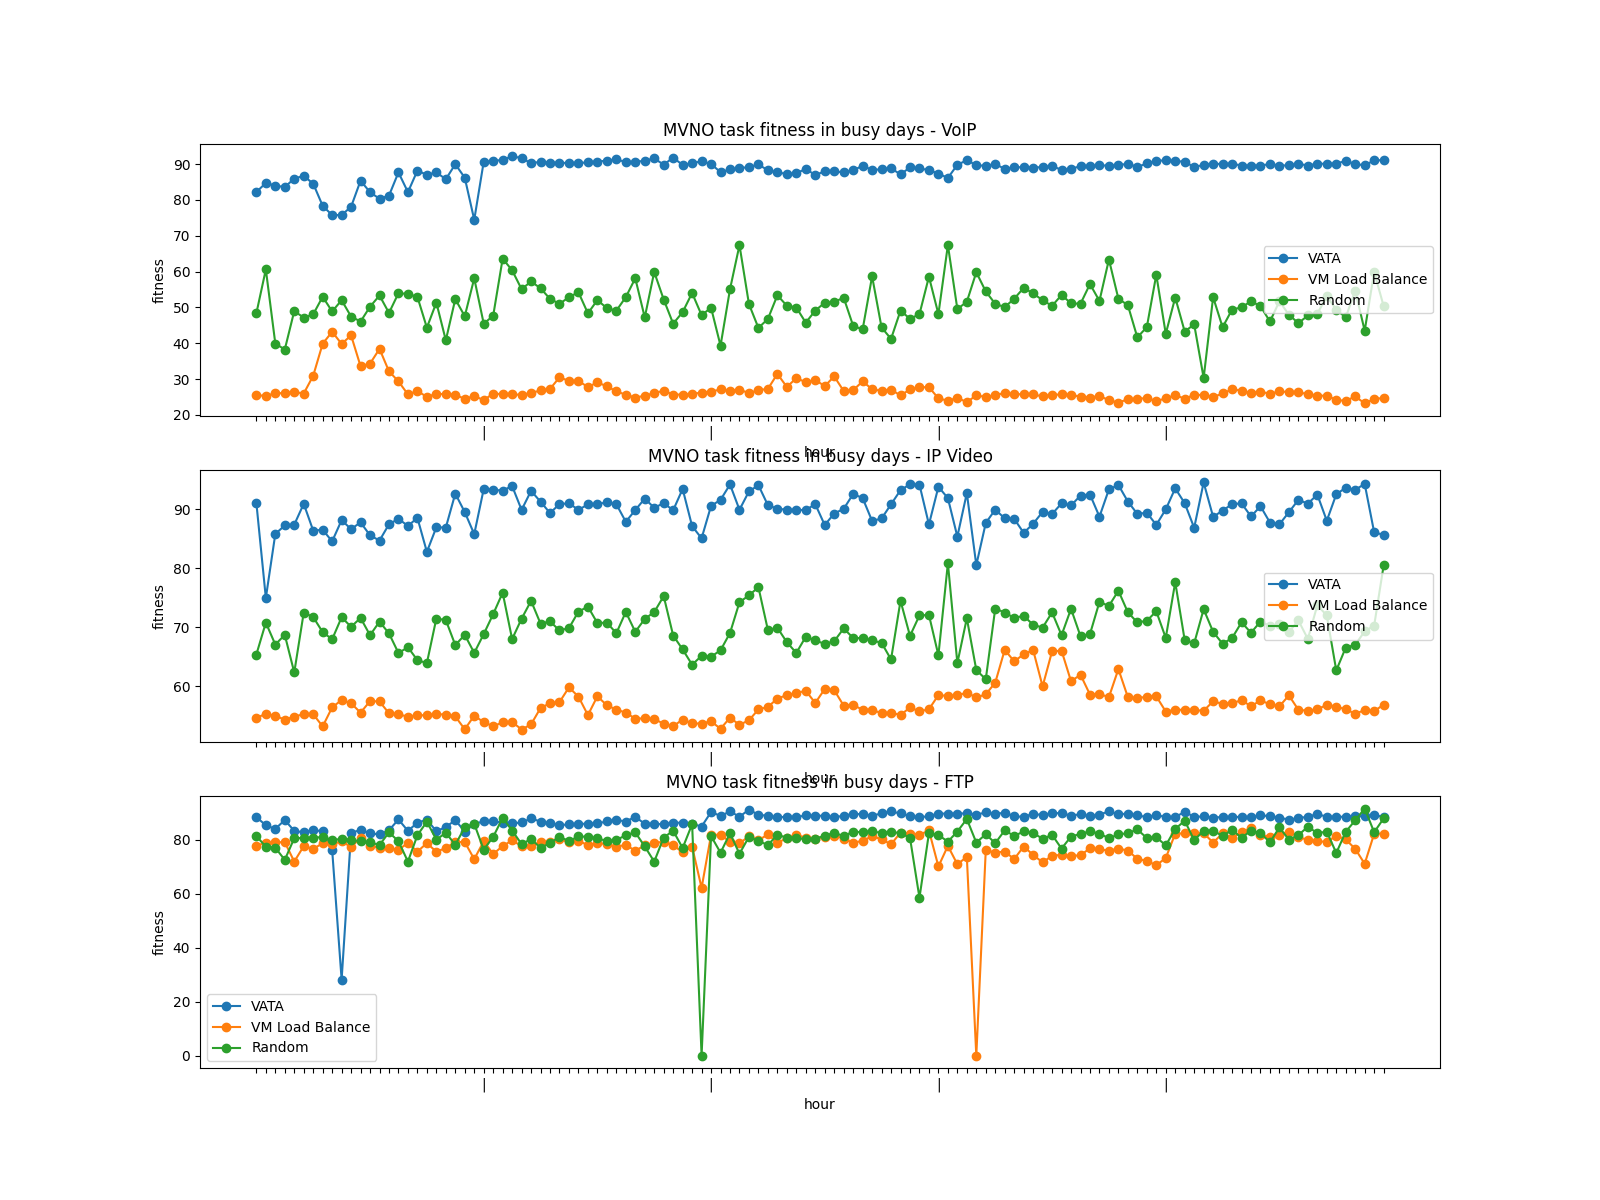 MVNO task fitness in busy days - VoIP
90
80
70
60
50
40
30
20
fitness
VATA
VM Load Balance
Random
|
|
|
|
hour
MVNO task fitness in busy days - IP Video
90
80
70
60
fitness
VATA
VM Load Balance
Random
|
|
|
|
hour
MVNO task fitness in busy days - FTP
80
60
40
20
0
fitness
VATA
VM Load Balance
Random
|
|
|
|
hour